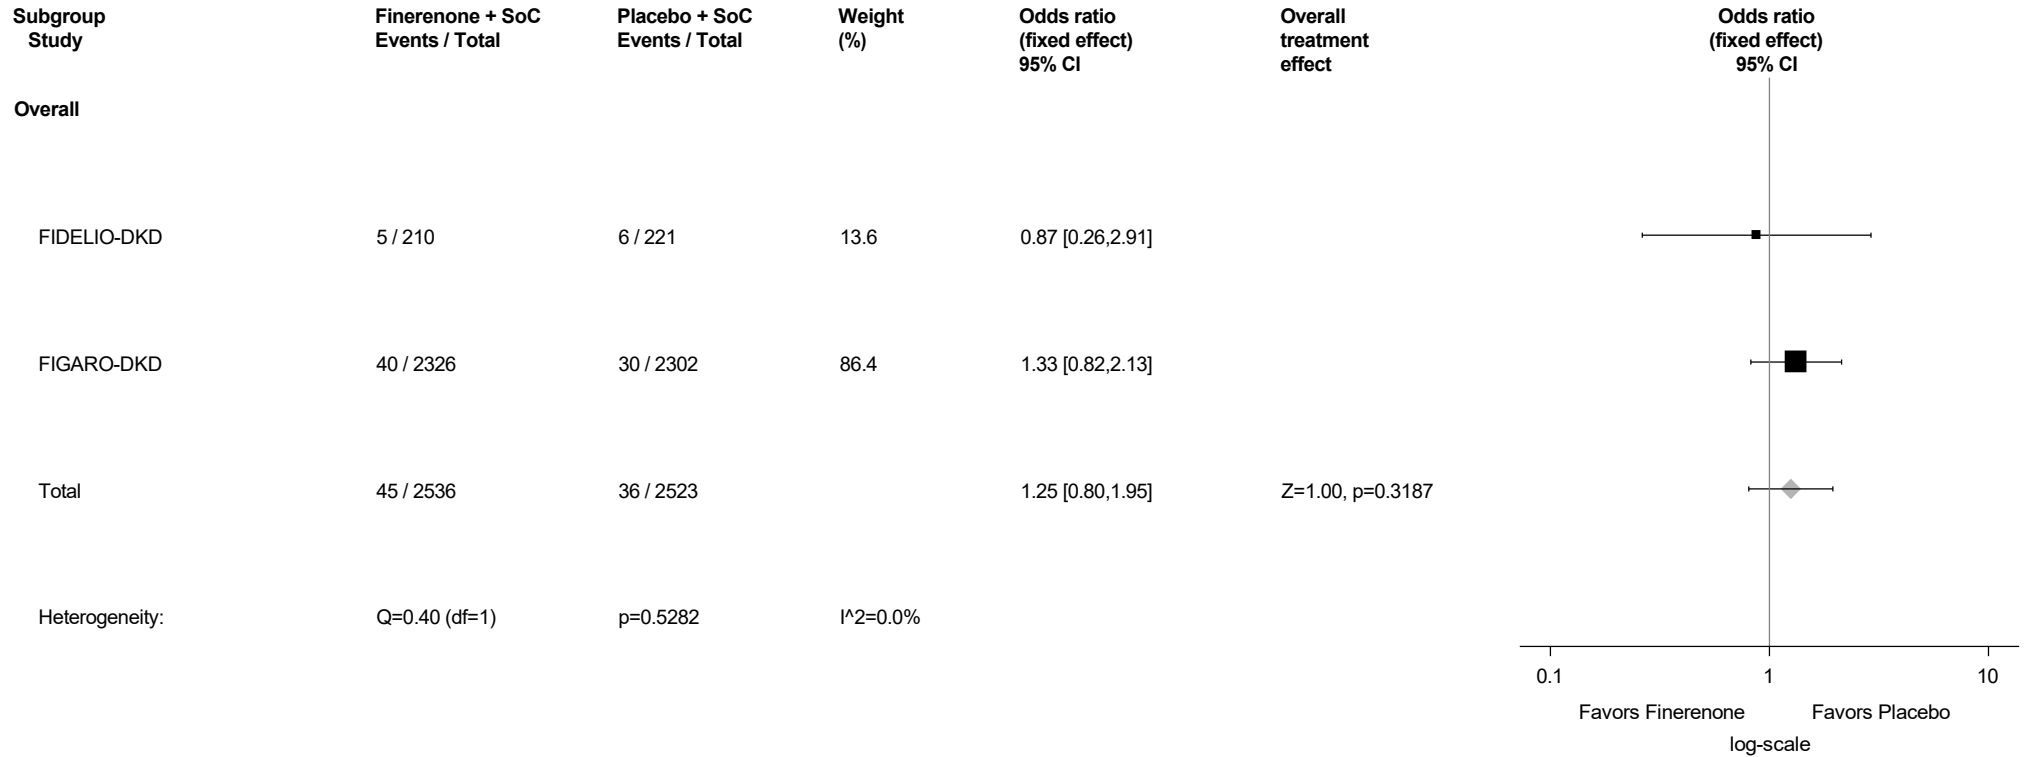 Subgroup Finerenone + SoC Placebo + SoC Weight Odds ratio Overall Odds ratio
Study Events / Total Events / Total (%) (fixed effect) treatment (fixed effect)
95% CI effect 95% CI
Overall
FIDELIO-DKD 5 / 210 6 / 221 13.6 0.87 [0.26,2.91]
FIGARO-DKD 40 / 2326 30 / 2302 86.4 1.33 [0.82,2.13]
Total 45 / 2536 36 / 2523 1.25 [0.80,1.95] Z=1.00, p=0.3187
Heterogeneity: Q=0.40 (df=1) p=0.5282 I^2=0.0%
0.1 1 10
Favors Finerenone Favors Placebo
log-scale